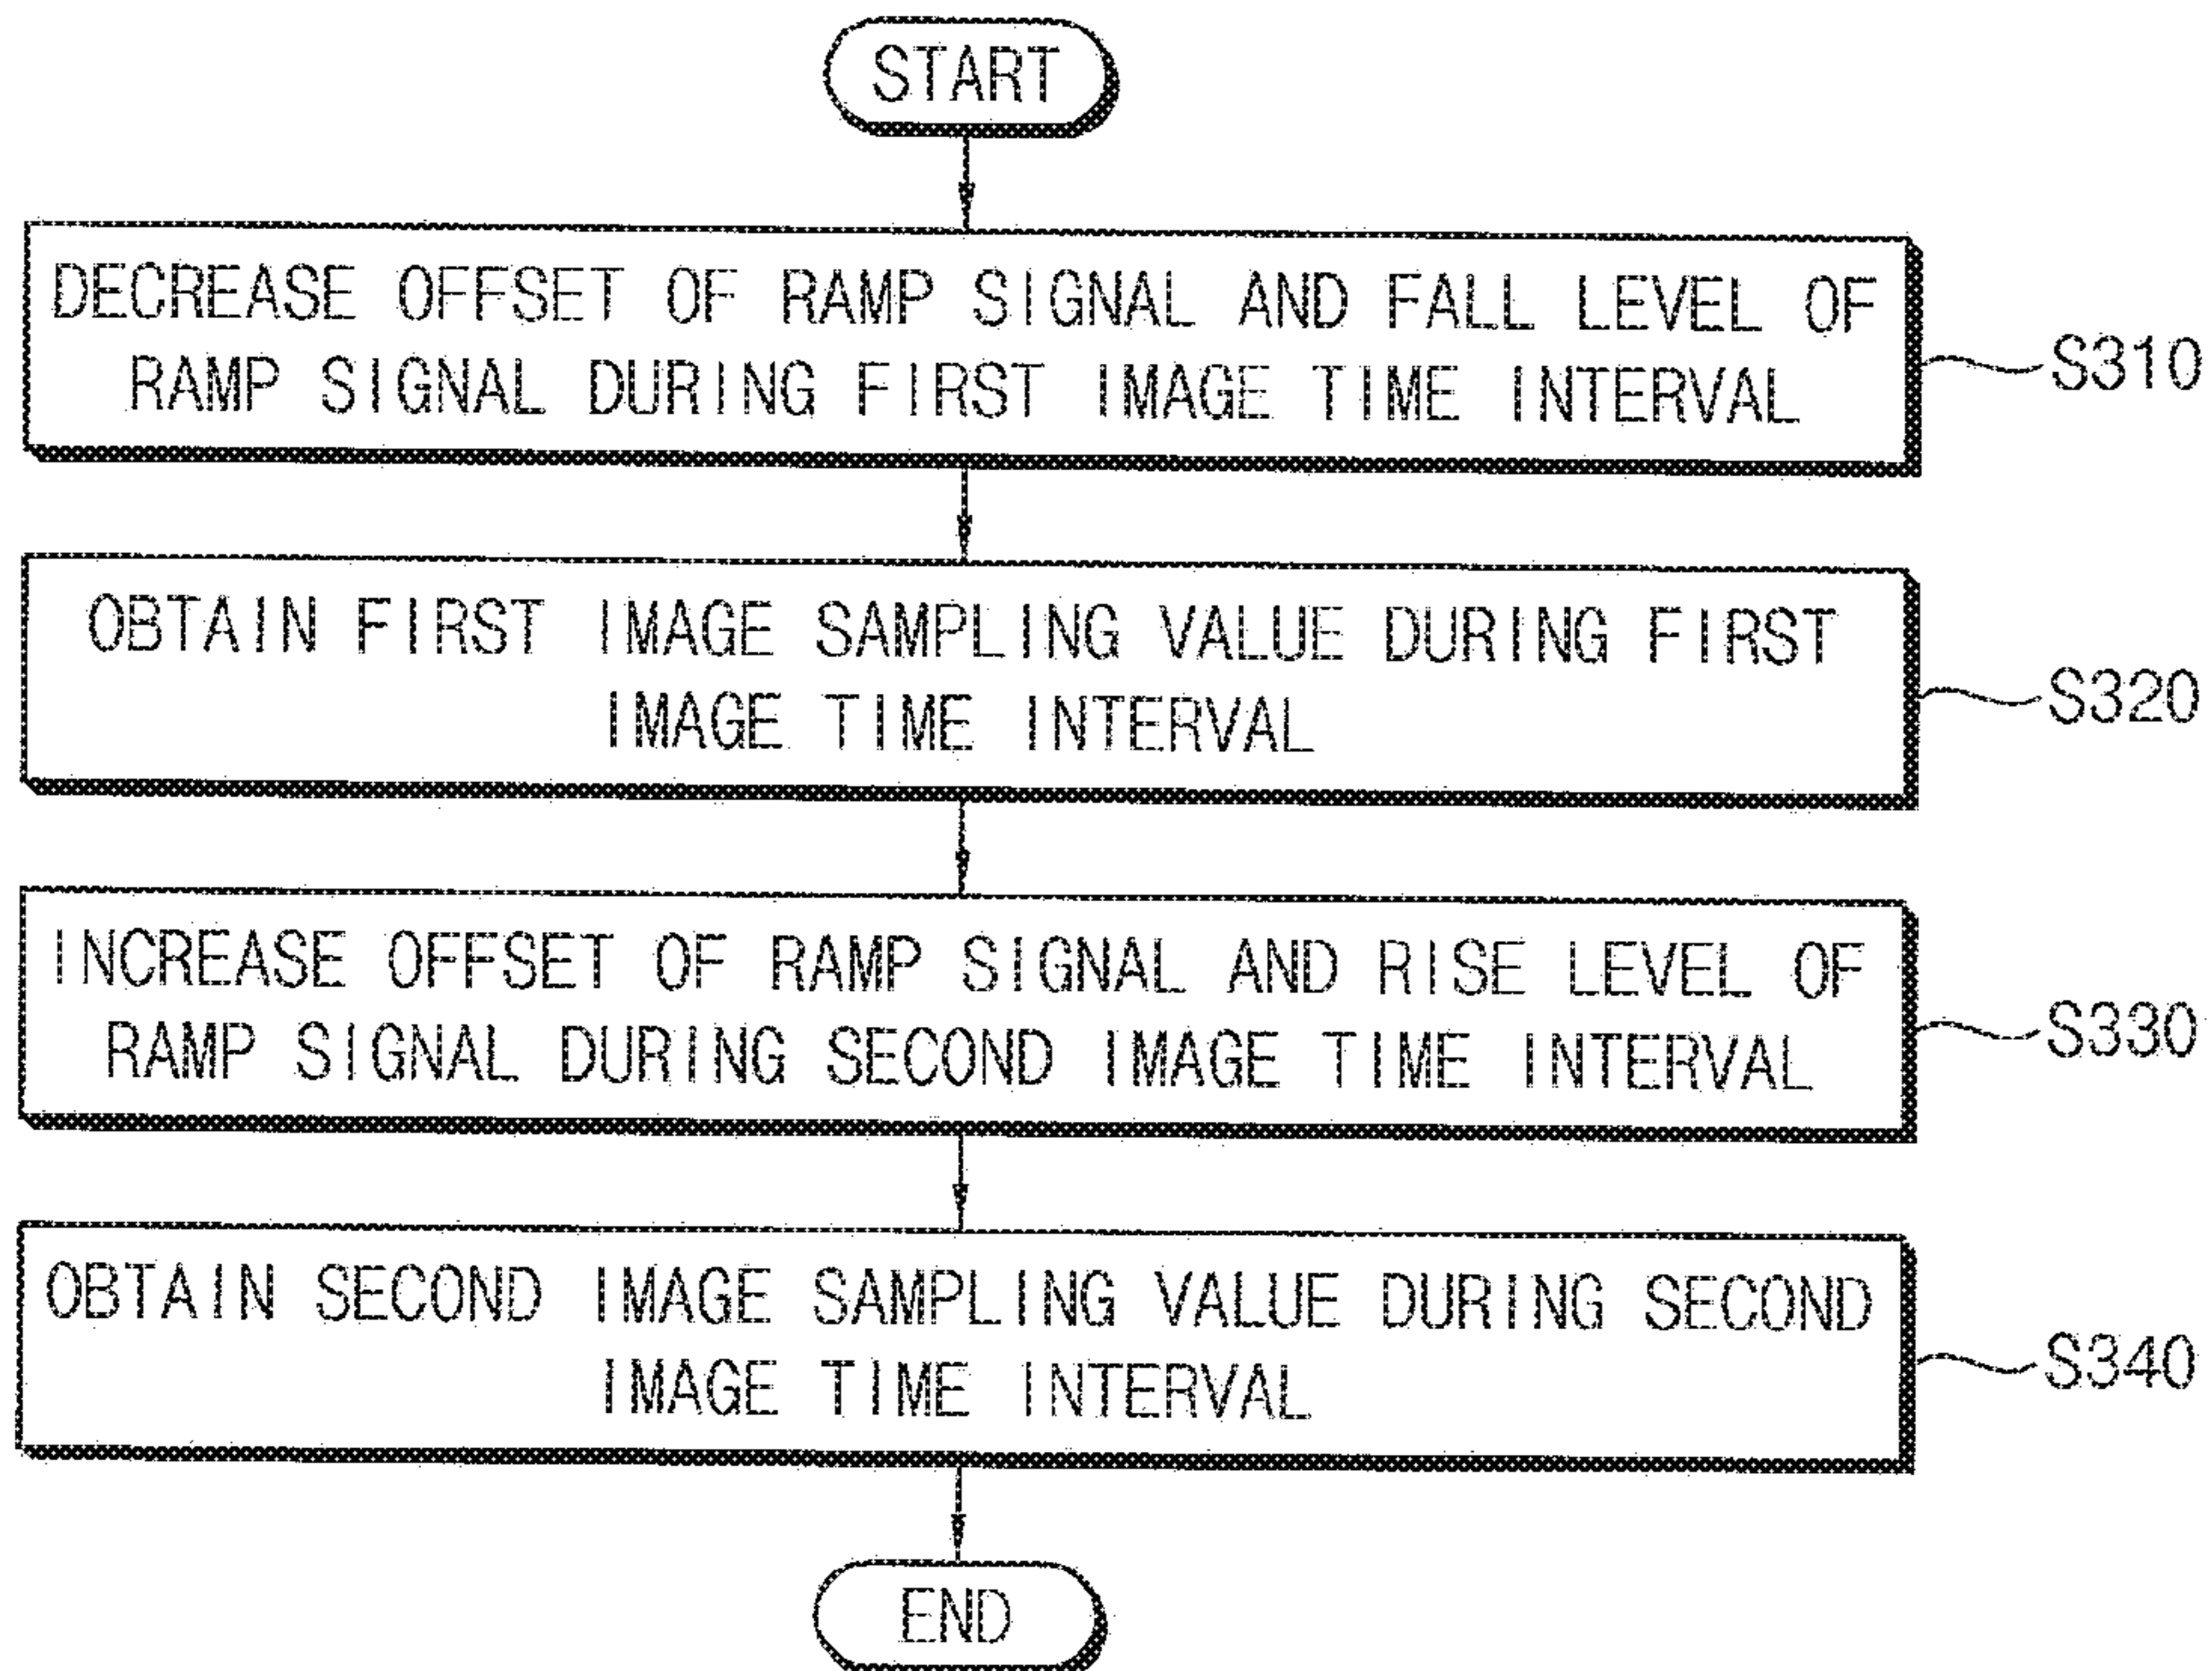 START
DECREASE OFFSET OF RAMP SIGNAL AND FALL LEVEL OF
RAMP SIGNAL DURING FIRST IMAGE TIME INTERVAL
S310
OBTAIN FIRST IMAGE SAMPLING VALUE DURING FIRST
IMAGE TIME INTERVAL
S320
INCREASE OFFSET OF RAMP SIGNAL AND RISE LEVEL OF
RAMP SIGNAL DURING SECOND IMAGE TIME INTERVAL
S330
OBTAIN SECOND IMAGE SAMPLING VALUE DURING SECOND
IMAGE TIME INTERVAL
S340
END